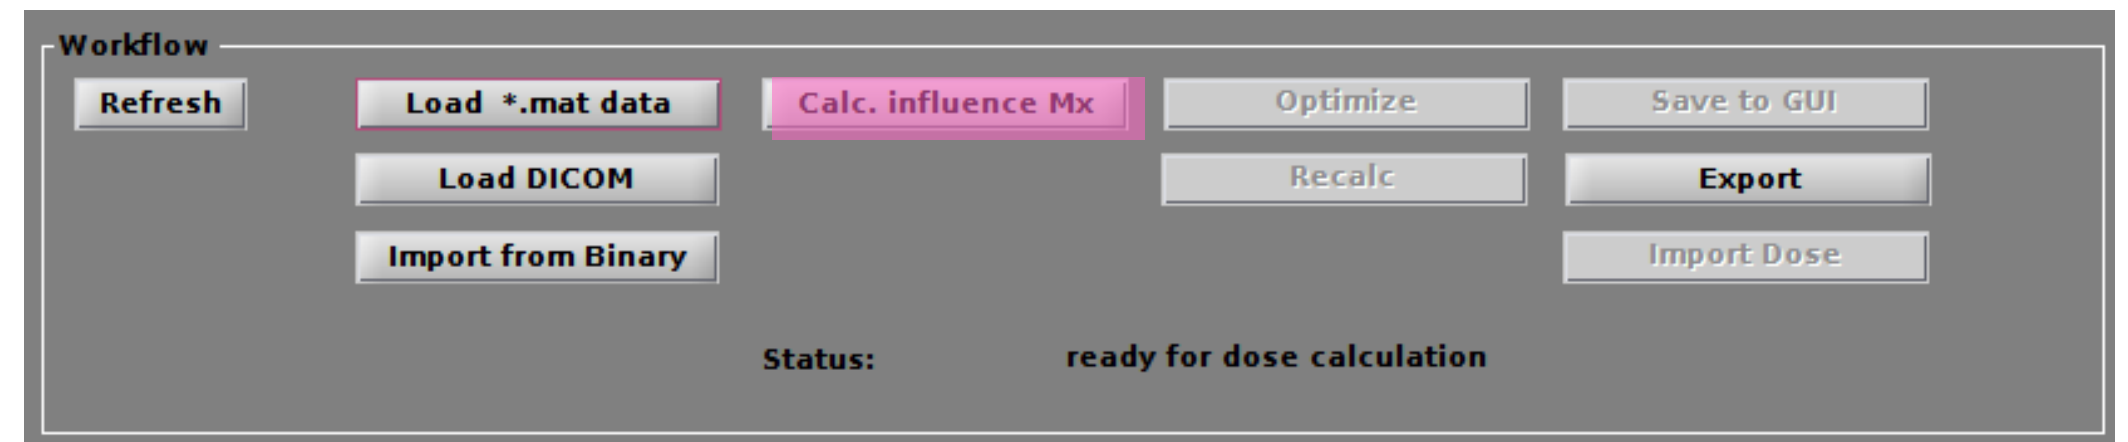 Workflow
Refresh
Load *.mat data
Calc. influence Mx
Optimize
Save to GUI
Load DICOM
Recalc
Export
Import from Binary
Import Dose
Status: ready for dose calculation